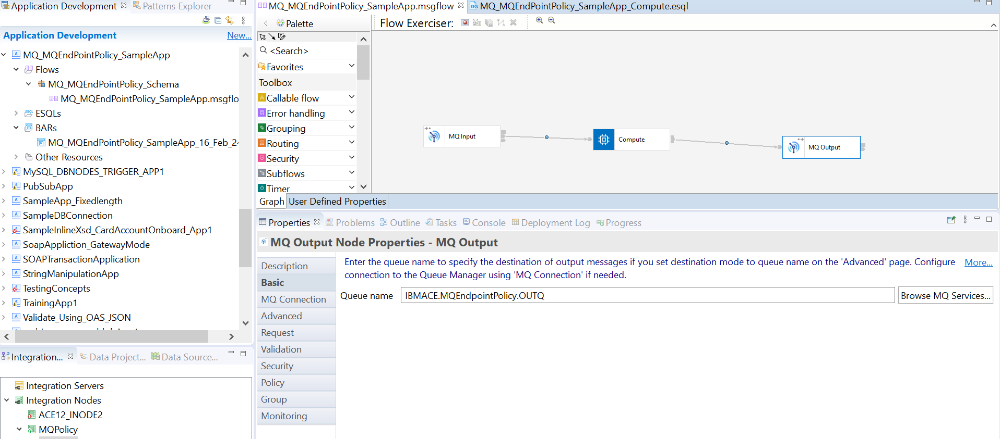 Application Development
Patterns Explorer
Application Development
New...
MQ_MQEndPointPolicy_SampleApp
Flows
MQ_MQEndPointPolicy_Schema
MQ_MQEndPointPolicy_SampleApp.msgflo
ESQLs
BARs
MQ_MQEndPointPolicy_SampleApp_16_Feb_24
Other Resources
MySQL_DBNODES_TRIGGER_APP1
PubSubApp
SampleApp_Fixedlength
SampleDBConnection
SampleInlineXsd_CardAccountOnboard_App1
SoapAppliction_GatewayMode
SOAPTransactionApplication
StringManipulationApp
TestingConcepts
TrainingApp1
Validate_Using_OAS_JSON
Integration...
Data Project...
Data Source...
Integration Servers
Integration Nodes
ACE12_INODE2
MQPolicy
MQ_MQEndPointPolicy_SampleApp.msgflow
MQ_MQEndPointPolicy_SampleApp_Compute.esql
Palette
Flow Exerciser:
<Search>
Favorites
Toolbox
Callable flow
Error handling
Grouping
Routing
Security
Subflows
Timer
MQ Input
Compute
MQ Output
Graph
User Defined Properties
Properties
Problems
Outline
Tasks
Console
Deployment Log
Progress
MQ Output Node Properties - MQ Output
Description
Basic
MQ Connection
Advanced
Request
Validation
Security
Policy
Group
Monitoring
Enter the queue name to specify the destination of output messages if you set destination mode to queue name on the 'Advanced' page. Configure
connection to the Queue Manager using 'MQ Connection' if needed.
More...
Queue name
IBMACE.MQEndpointPolicy.OUTQ
Browse MQ Services...